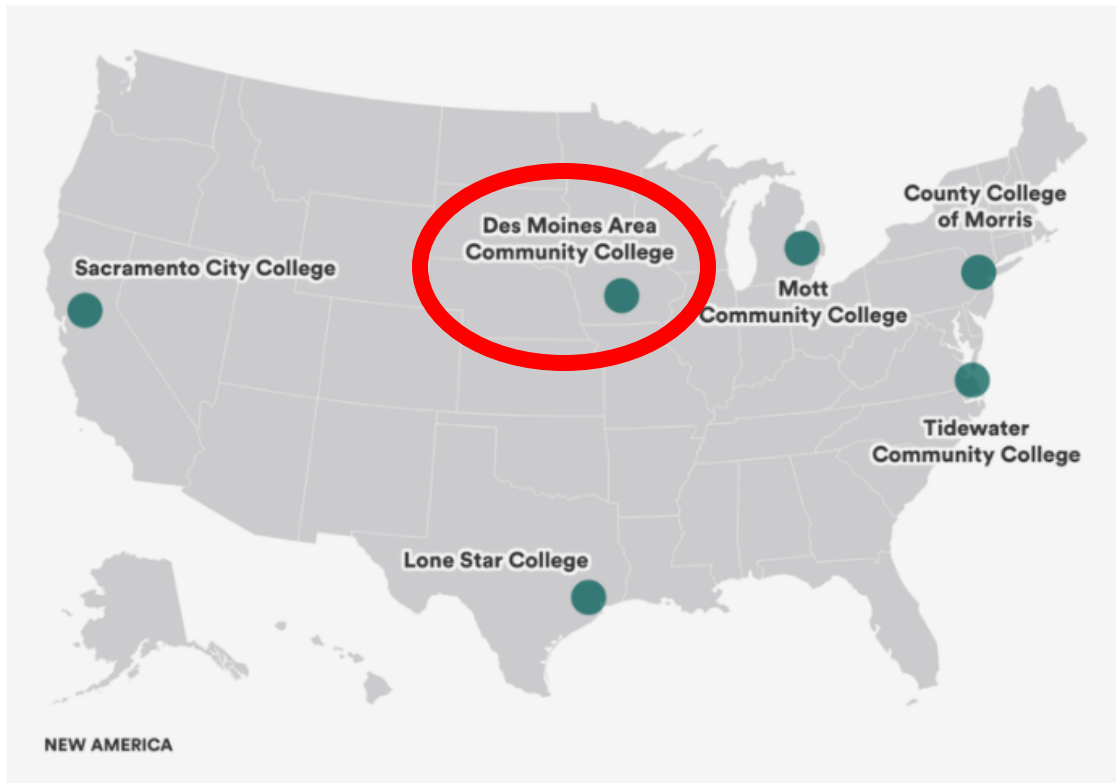 County College
of Morris
Des Moines Area
Community College
Sacramento City College
Mott
Community College
Tidewater
Community College
Lone Star College
NEW AMERICA